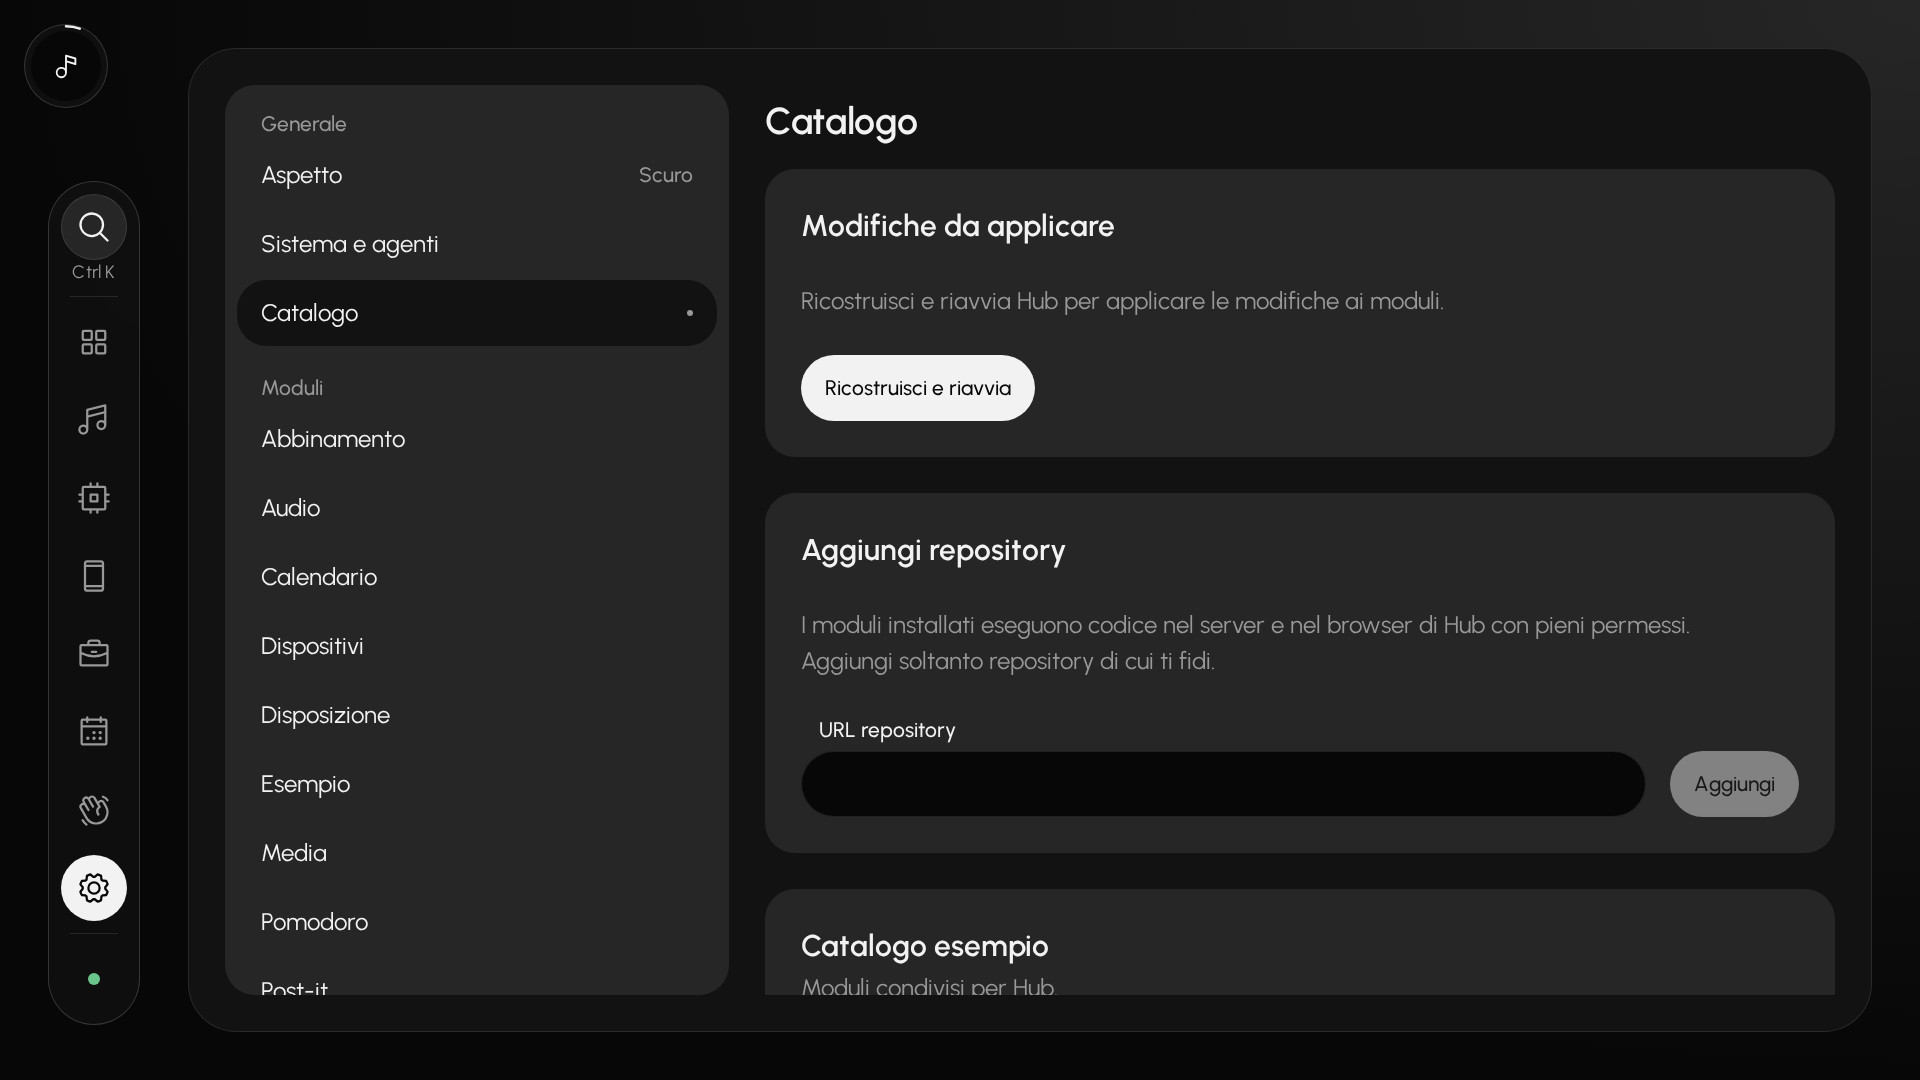 Ctrl K
Generale
Aspetto
Scuro
Sistema e agenti
Catalogo
Moduli
Abbinamento
Audio
Calendario
Dispositivi
Disposizione
Esempio
Media
Pomodoro
Post-it
Catalogo
Modifiche da applicare
Ricostruisci e riavvia Hub per applicare le modifiche ai moduli.
Ricostruisci e riavvia
Aggiungi repository
I moduli installati eseguono codice nel server e nel browser di Hub con pieni permessi.
Aggiungi soltanto repository di cui ti fidi.
URL repository
Aggiungi
Catalogo esempio
Moduli condivisi per Hub.